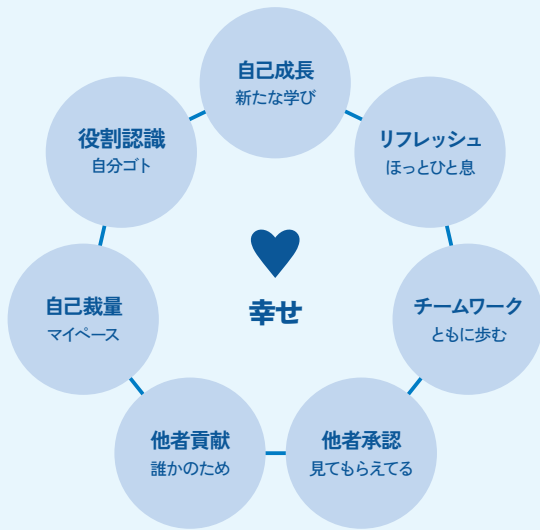 自己成長
新たな学び
リフレッシュ
ほっとひと息
チームワーク
ともに歩む
他者承認
見てもらえてる
他者貢献
誰かのため
自己裁量
マイペース
役割認識
自分ゴト
幸せ